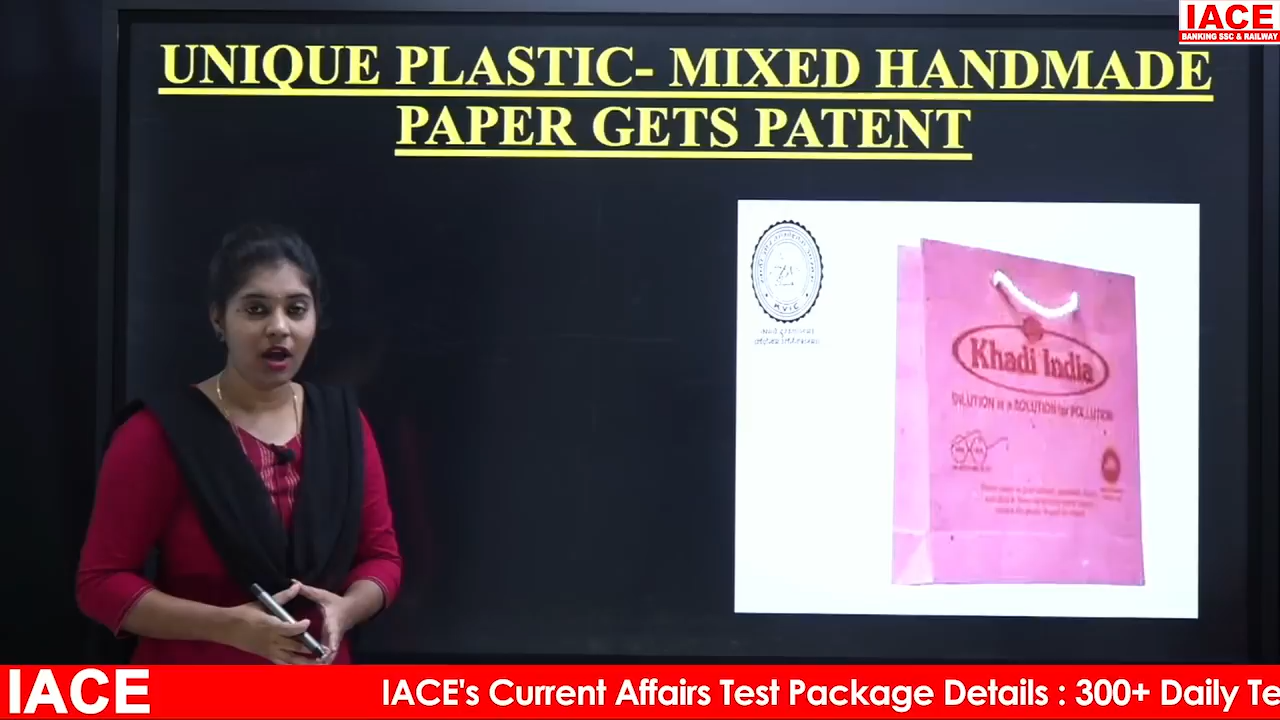 IACE
BANKING SSC & RAILWAY
UNIQUE PLASTIC- MIXED HANDMADE
PAPER GETS PATENT
KVIC
Khadi India
DILUTION is a SOLUTION for POLLUTION
IACE
IACE's Current Affairs Test Package Details : 300+ Daily Te